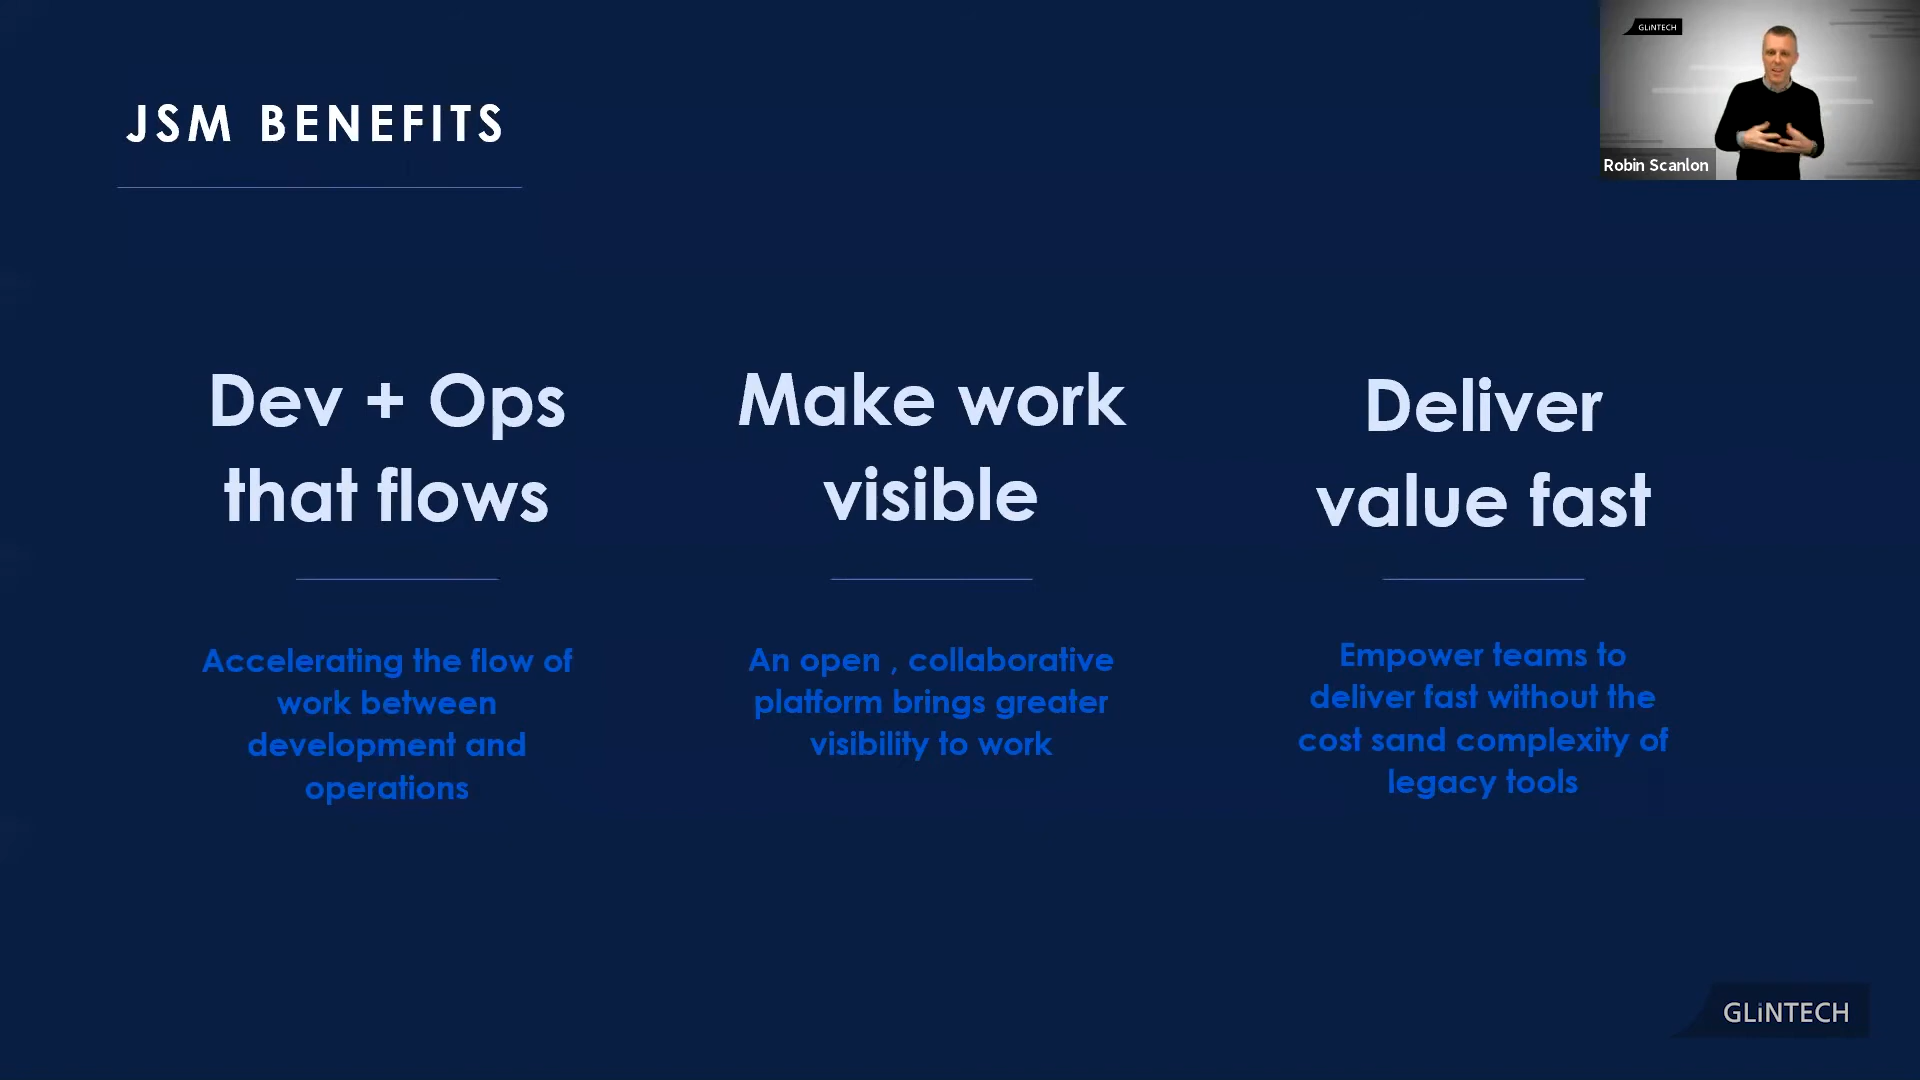 JSM BENEFITS
GLiNTECH
Robin Scanlon
Dev + Ops
that flows
Accelerating the flow of
work between
development and
operations
Make work
visible
An open , collaborative
platform brings greater
visibility to work
Deliver
value fast
Empower teams to
deliver fast without the
cost sand complexity of
legacy tools
GLiNTECH